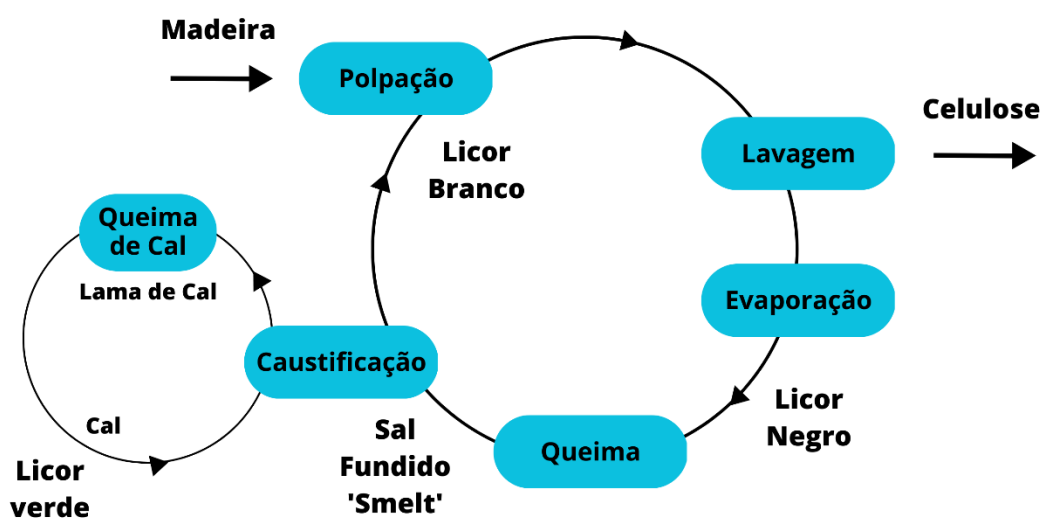 Madeira
Polpação
Celulose
Lavagem
Licor
Branco
Queima
de Cal
Lama de Cal
Evaporação
Caustificação
Licor
Negro
Cal
Sal
Fundido
'Smelt'
Queima
Licor
verde